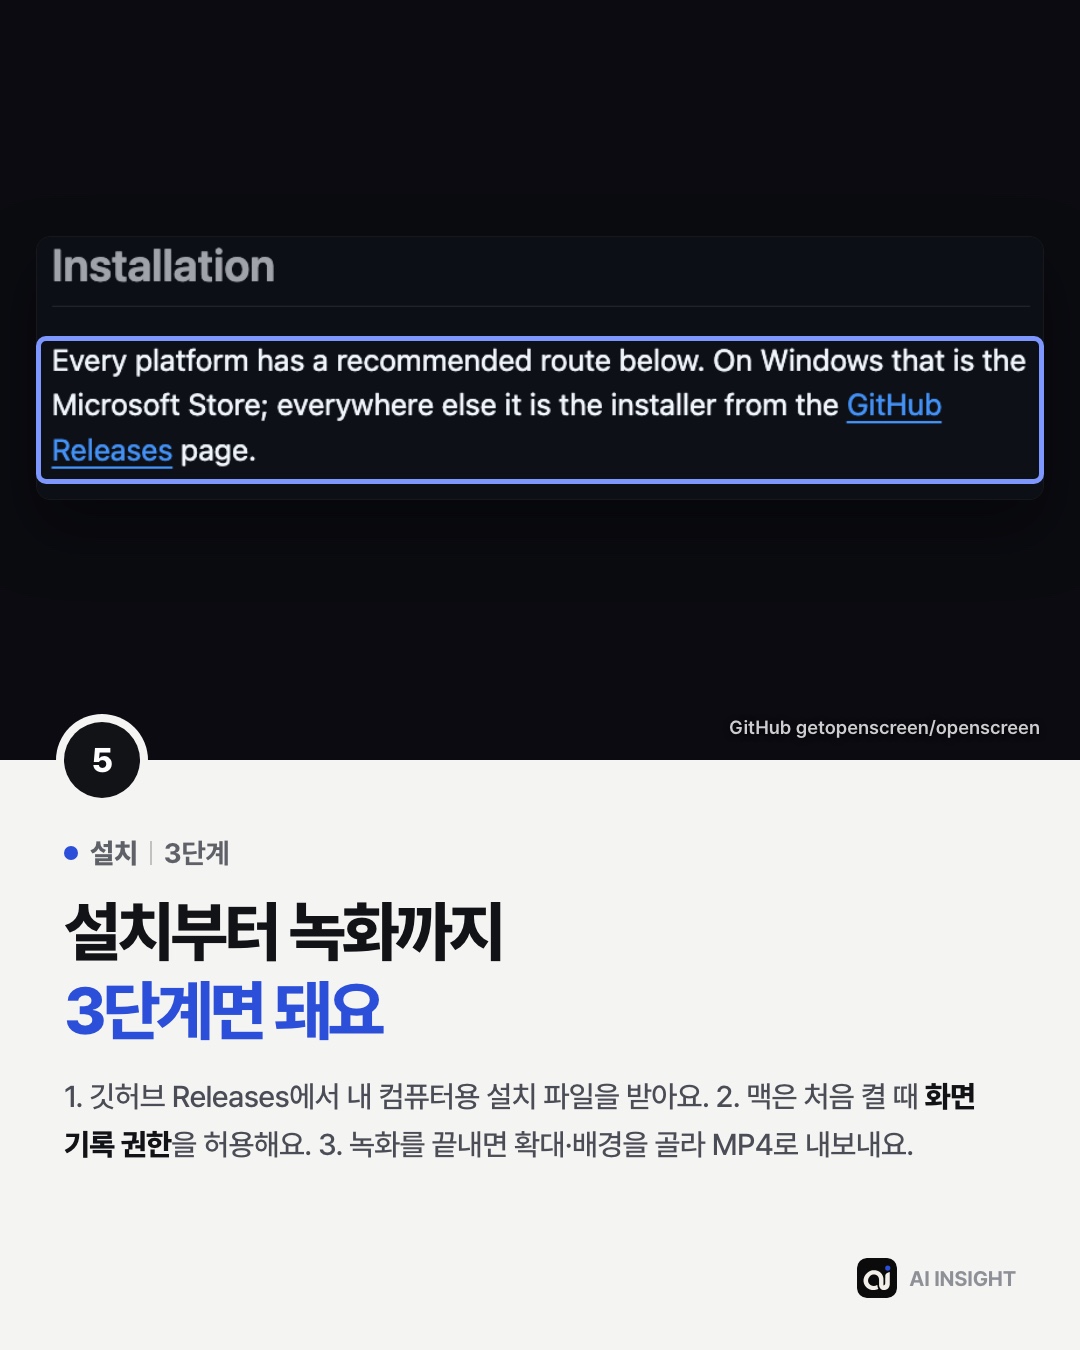 Installation
Every platform has a recommended route below. On Windows that is the
Microsoft Store; everywhere else it is the installer from the GitHub
Releases page.
GitHub getopenscreen/openscreen
5
설치 | 3단계
설치부터 녹화까지
3단계면 돼요
1. 깃허브 Releases에서 내 컴퓨터용 설치 파일을 받아요. 2. 맥은 처음 켤 때 화면
기록 권한을 허용해요. 3. 녹화를 끝내면 확대·배경을 골라 MP4로 내보내요.
ai AI INSIGHT